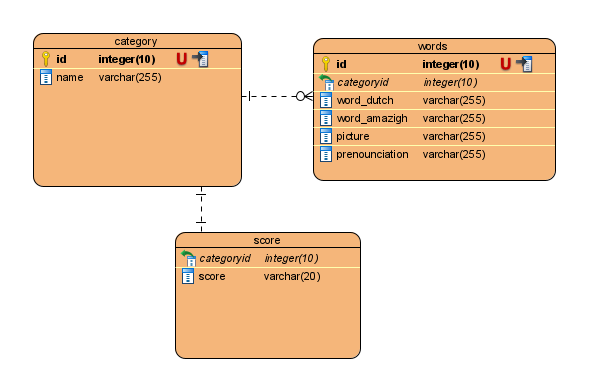 category
id integer(10) U
name varchar(255)
words
id integer(10) U
categoryid integer(10)
word_dutch varchar(255)
word_amazigh varchar(255)
picture varchar(255)
prenounciation varchar(255)
score
categoryid integer(10)
score varchar(20)